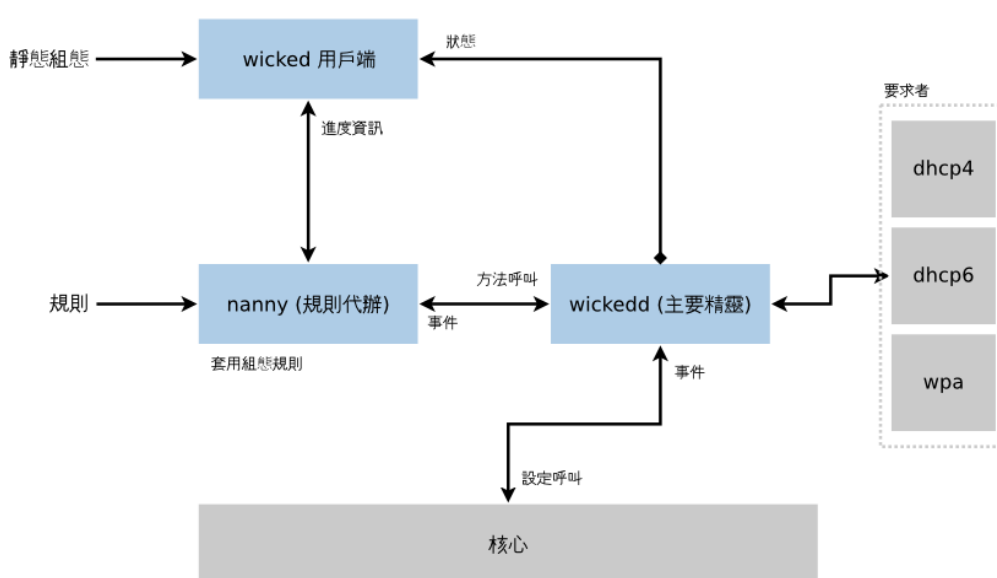 靜態組態
wicked 用戶端
狀態
要求者
進度資訊
dhcp4
規則
nanny (規則代辦)
方法呼叫
事件
wickedd (主要精靈)
dhcp6
套用組態規則
事件
wpa
設定呼叫
核心